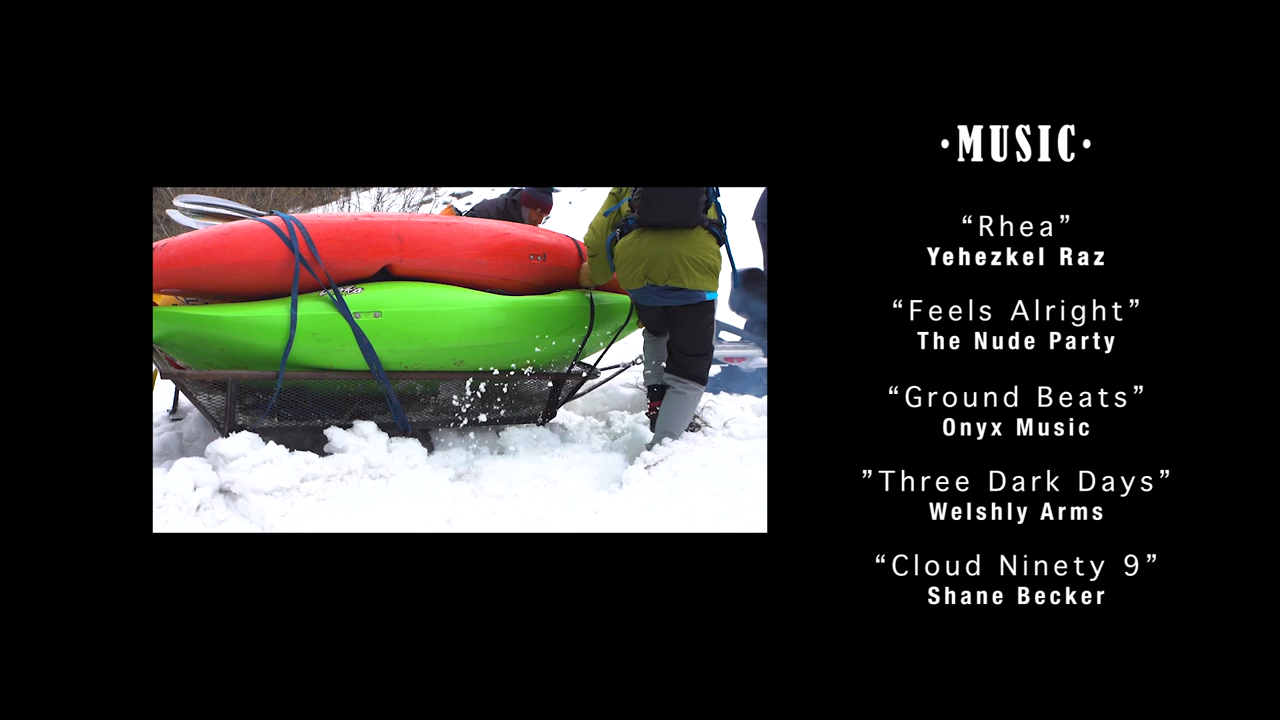 ·MUSIC·
“Rhea”
Yehezkel Raz
“Feels Alright”
The Nude Party
“Ground Beats”
Onyx Music
”Three Dark Days”
Welshly Arms
“Cloud Ninety 9”
Shane Becker